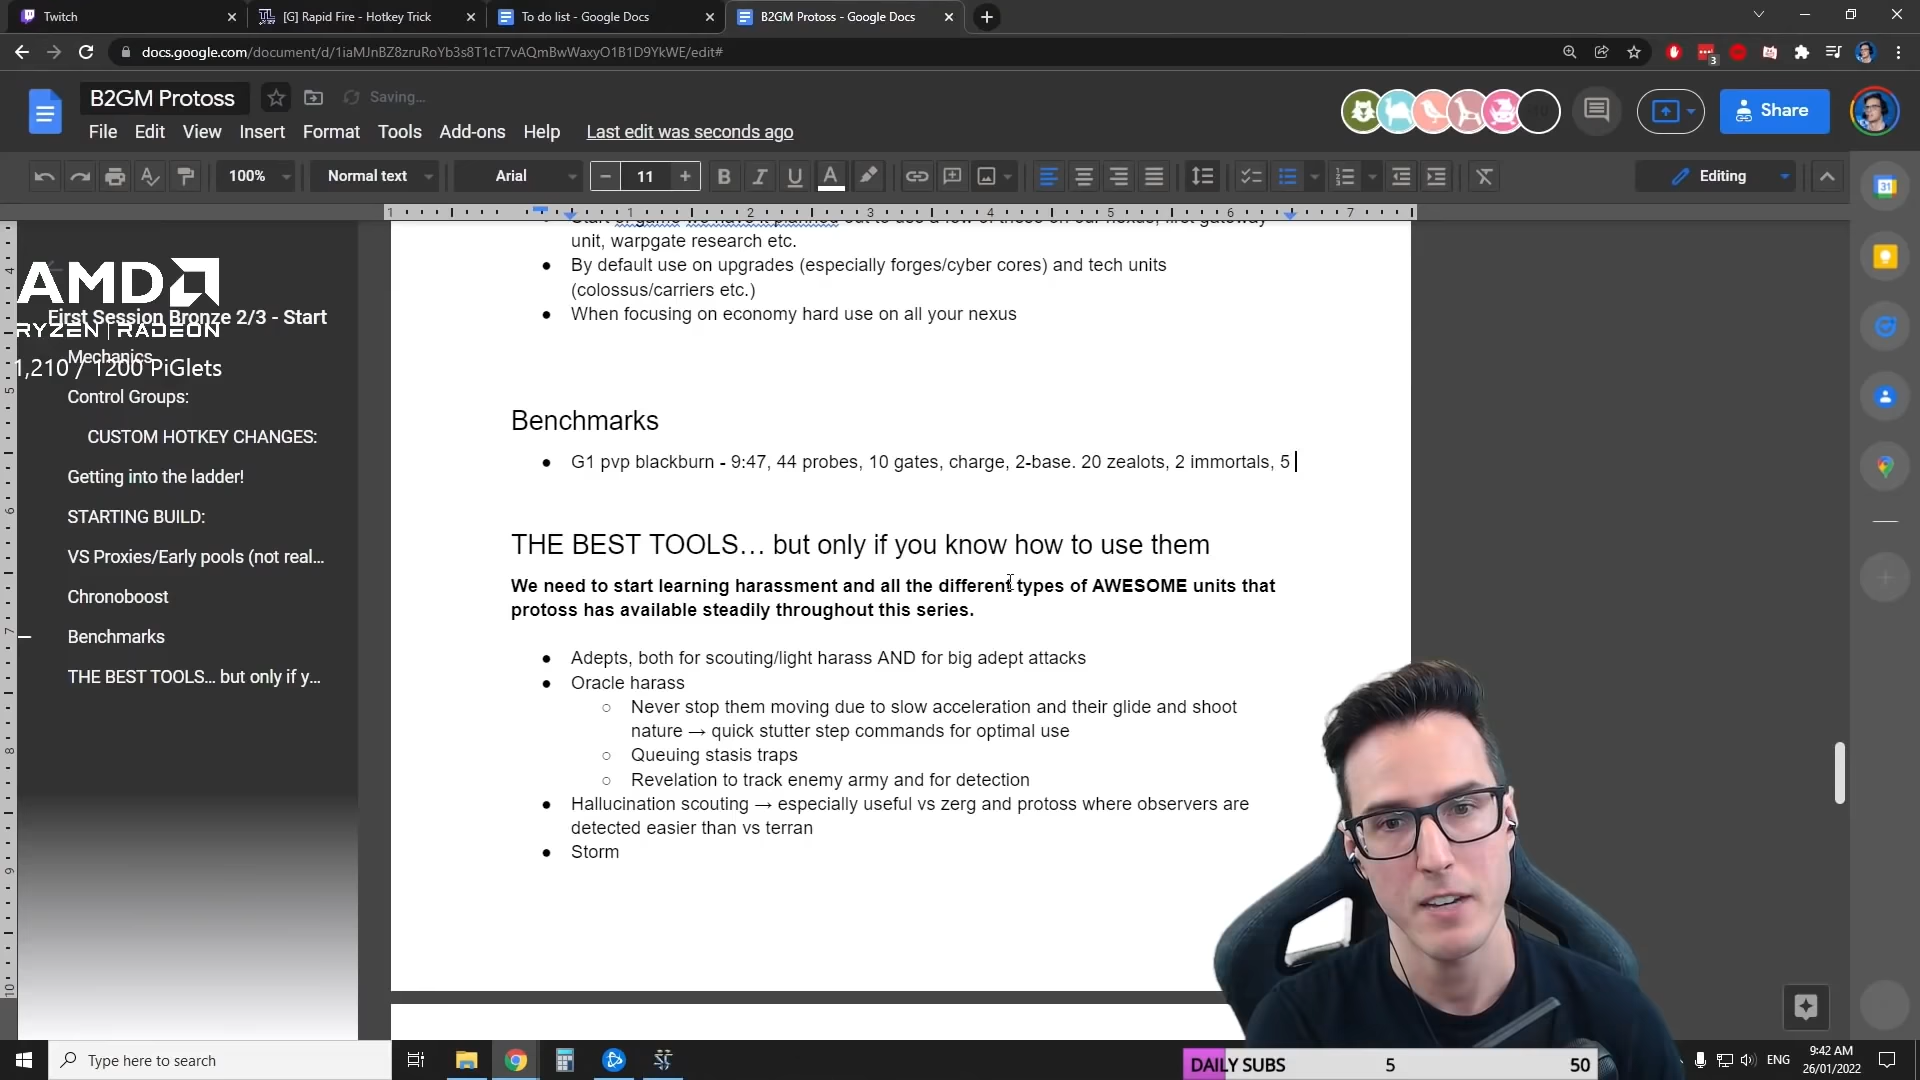 Twitch
[G] Rapid Fire - Hotkey Trick
To do list - Google Docs
B2GM Protoss - Google Docs
docs.google.com/document/d/1iaMJnBZ8zruRoYb3s8T1cT7vAQmBwWaxyO1B1D9YkWE/edit#
3
B2GM Protoss
Saving…
Share
File Edit View Insert Format Tools Add-ons Help Last edit was seconds ago
100% Normal text Arial 11 Editing
1 1 2 3 4 5 6 7
unit, warpgate research etc.
● By default use on upgrades (especially forges/cyber cores) and tech units
(colossus/carriers etc.)
● When focusing on economy hard use on all your nexus
Benchmarks
● G1 pvp blackburn - 9:47, 44 probes, 10 gates, charge, 2-base. 20 zealots, 2 immortals, 5
THE BEST TOOLS… but only if you know how to use them
We need to start learning harassment and all the different types of AWESOME units that
protoss has available steadily throughout this series.
● Adepts, both for scouting/light harass AND for big adept attacks
● Oracle harass
○ Never stop them moving due to slow acceleration and their glide and shoot
nature → quick stutter step commands for optimal use
○ Queuing stasis traps
○ Revelation to track enemy army and for detection
● Hallucination scouting → especially useful vs zerg and protoss where observers are
detected easier than vs terran
● Storm
AMD
RYZEN | RADEON
1,210 / 1200 PiGlets
First Session Bronze 2/3 - Start
Mechanics
Control Groups:
CUSTOM HOTKEY CHANGES:
Getting into the ladder!
STARTING BUILD:
VS Proxies/Early pools (not real...
Chronoboost
Benchmarks
THE BEST TOOLS… but only if y...
DAILY SUBS 5 50
Type here to search
ENG
9:42 AM
26/01/2022